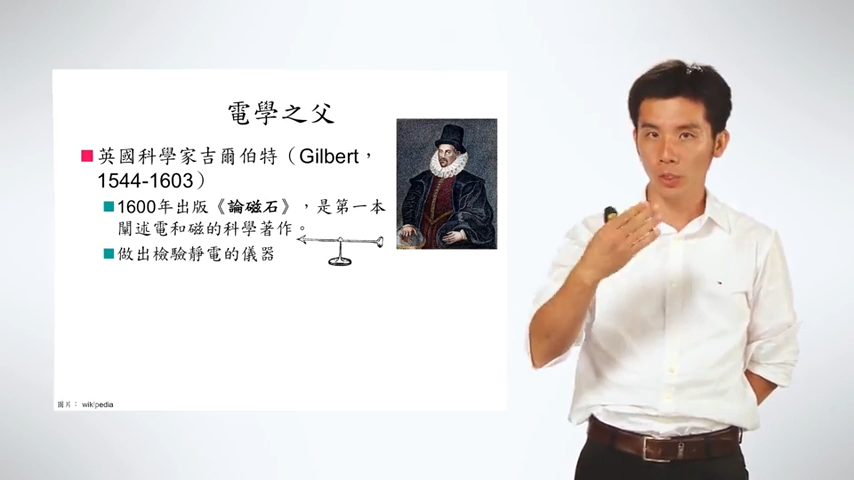 電學之父
英國科學家吉爾伯特（Gilbert，
1544-1603）
1600年出版《論磁石》，是第一本
闡述電和磁的科學著作。
做出檢驗靜電的儀器
圖片： wikipedia